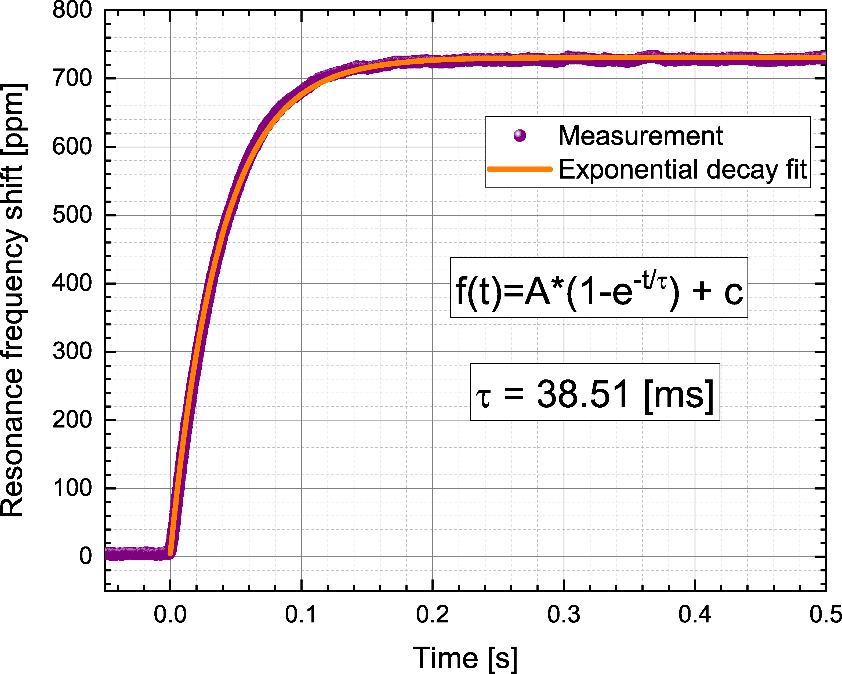 800
700
600
500
400
300
200
100
0
Resonance frequency shift [ppm]
Measurement
Exponential decay fit
f(t)=A*(1-e-t/τ) + c
τ = 38.51 [ms]
0.0 0.1 0.2 0.3 0.4 0.5
Time [s]